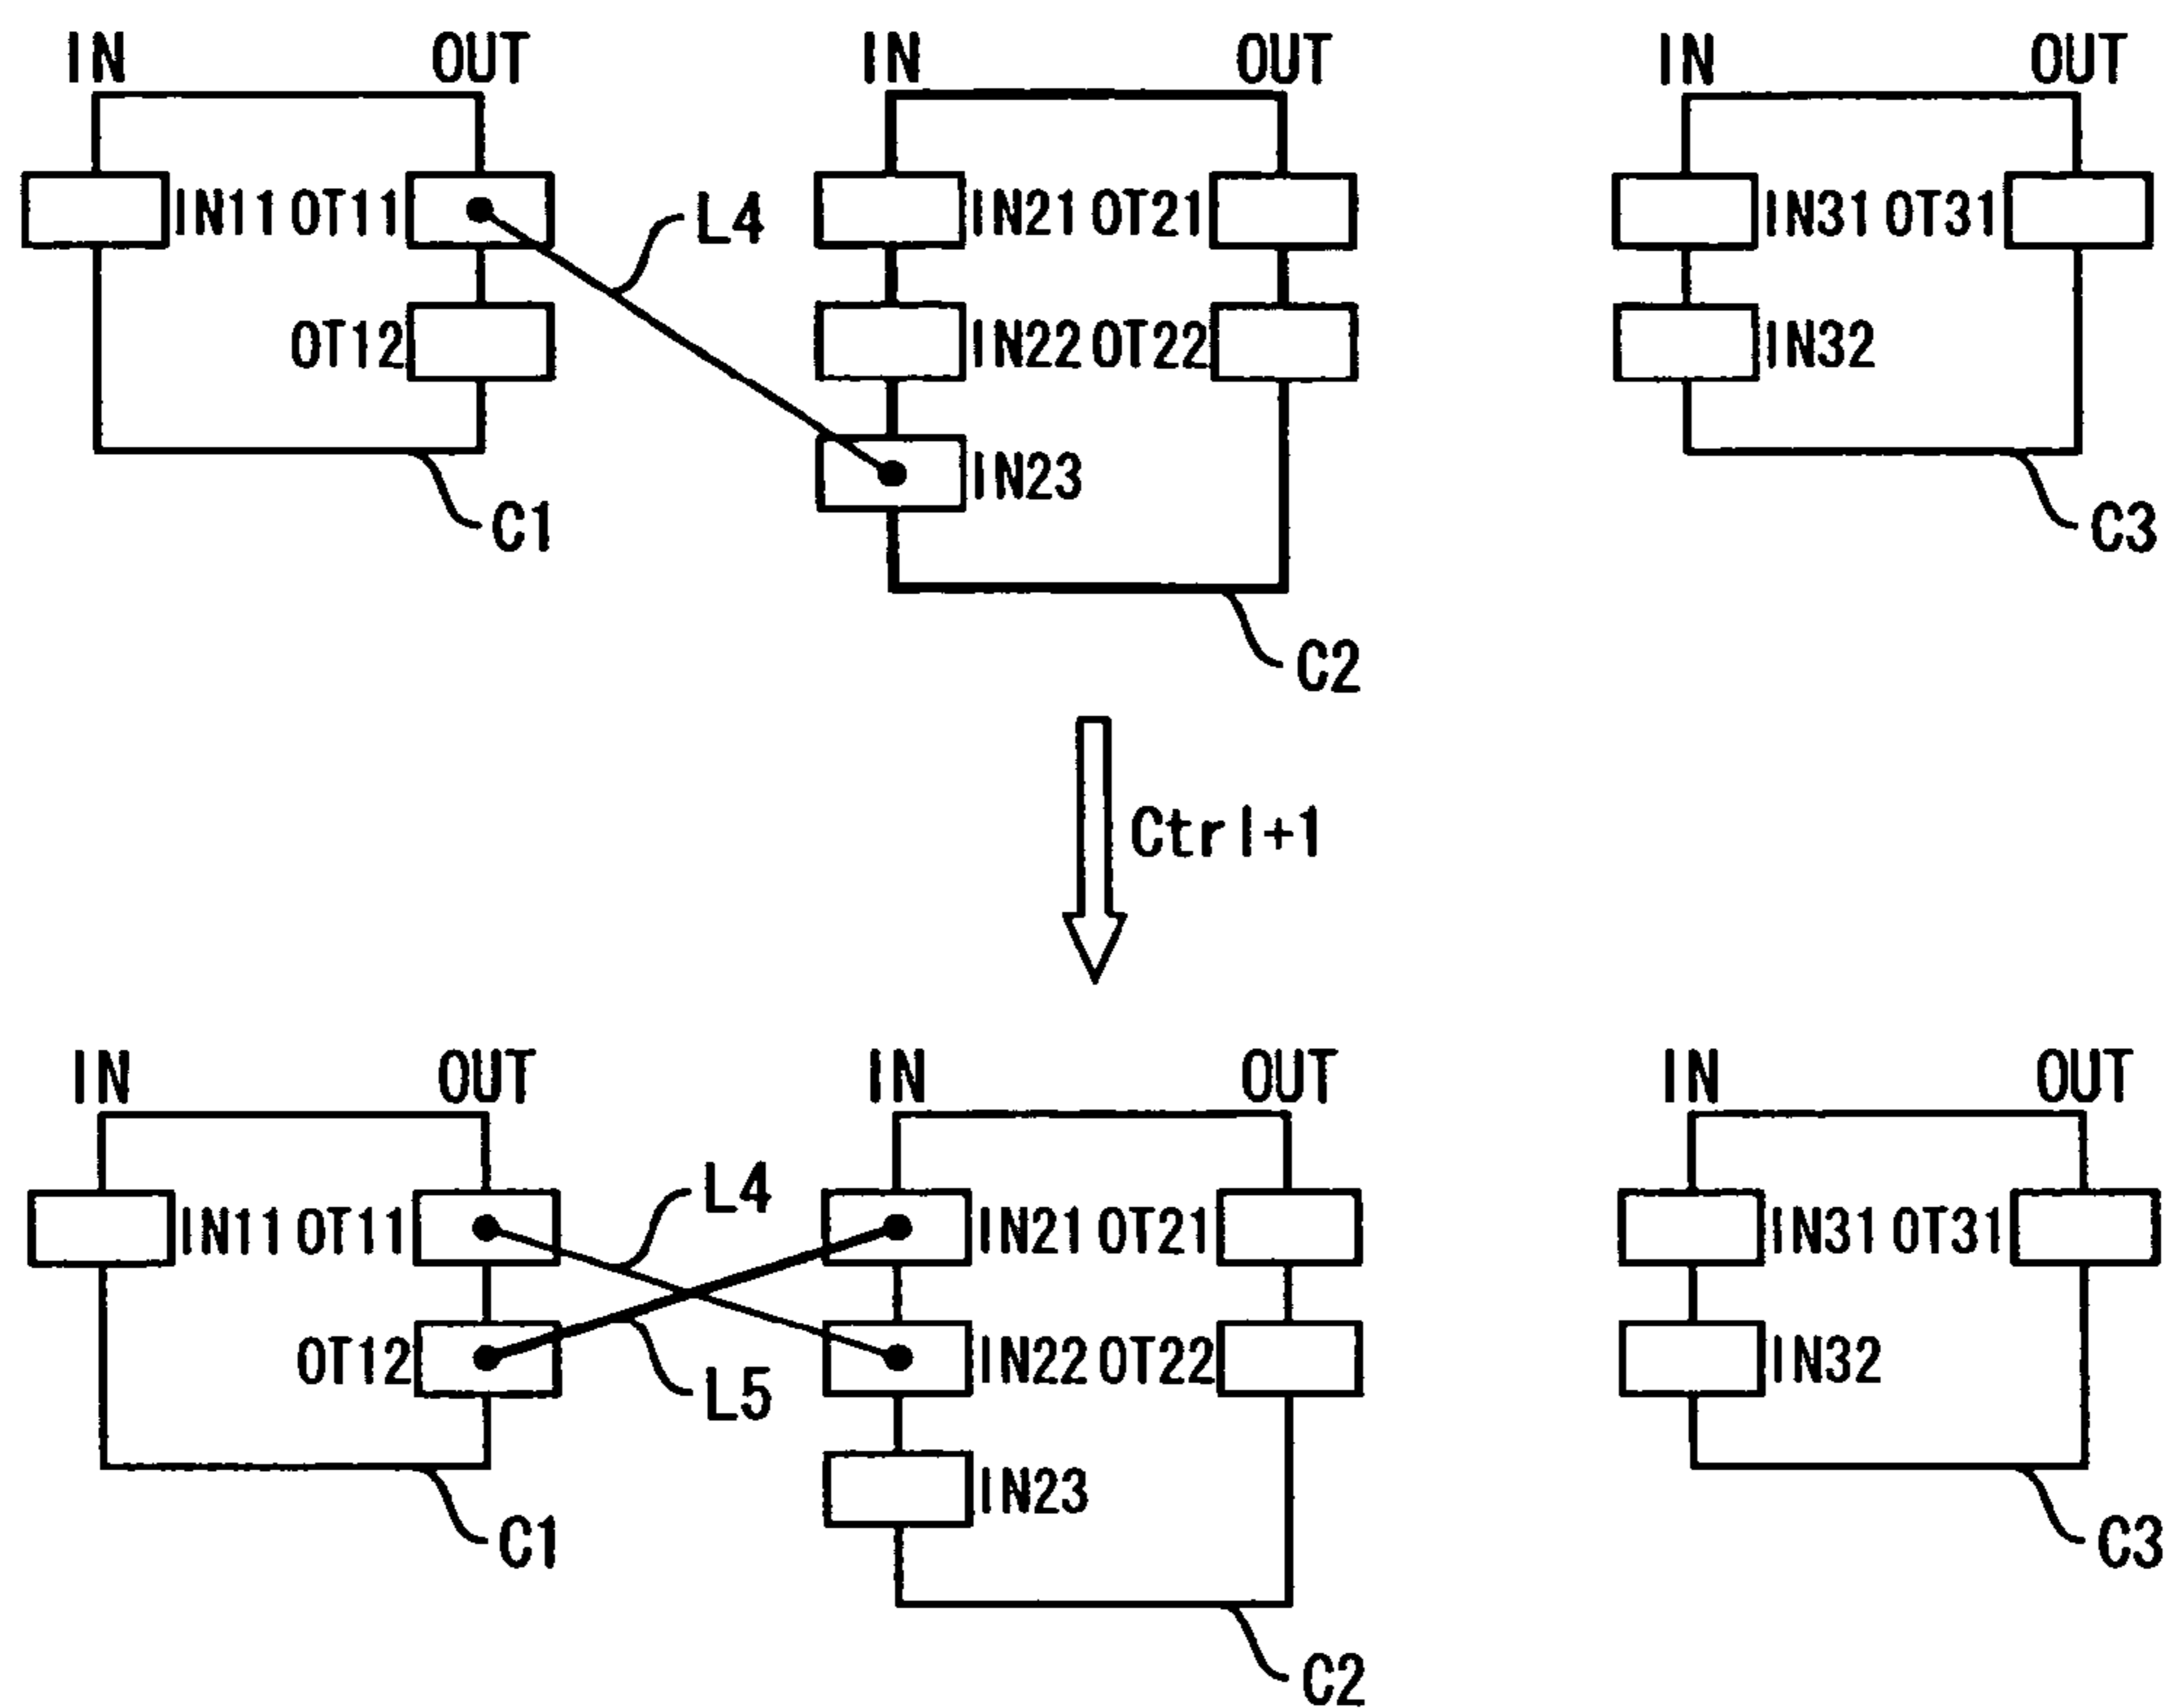 IN OUT IN OUT IN OUT
IN11 OT11 L4 IN21 OT21 IN31 OT31
OT12 IN22 OT22 IN32
IN23
C1 C3
C2
Ctrl+1
IN OUT IN OUT IN OUT
L4
IN11 OT11 IN21 OT21 IN31 OT31
OT12 IN22 OT22 IN32
L5
IN23
C1 C3
C2